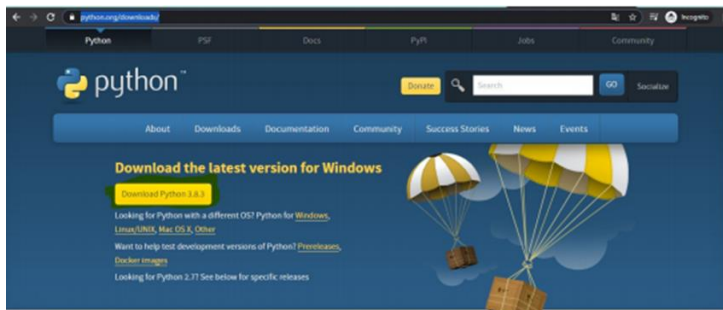 python.org/downloads/
Incognito
Python PSF Docs PyPI Jobs Community
python™
Donate Search GO Socialize
About Downloads Documentation Community Success Stories News Events
Download the latest version for Windows
Download Python 3.8.3
Looking for Python with a different OS? Python for Windows,
Linux/UNIX, Mac OS X, Other
Want to help test development versions of Python? Prereleases,
Docker images
Looking for Python 2.7? See below for specific releases